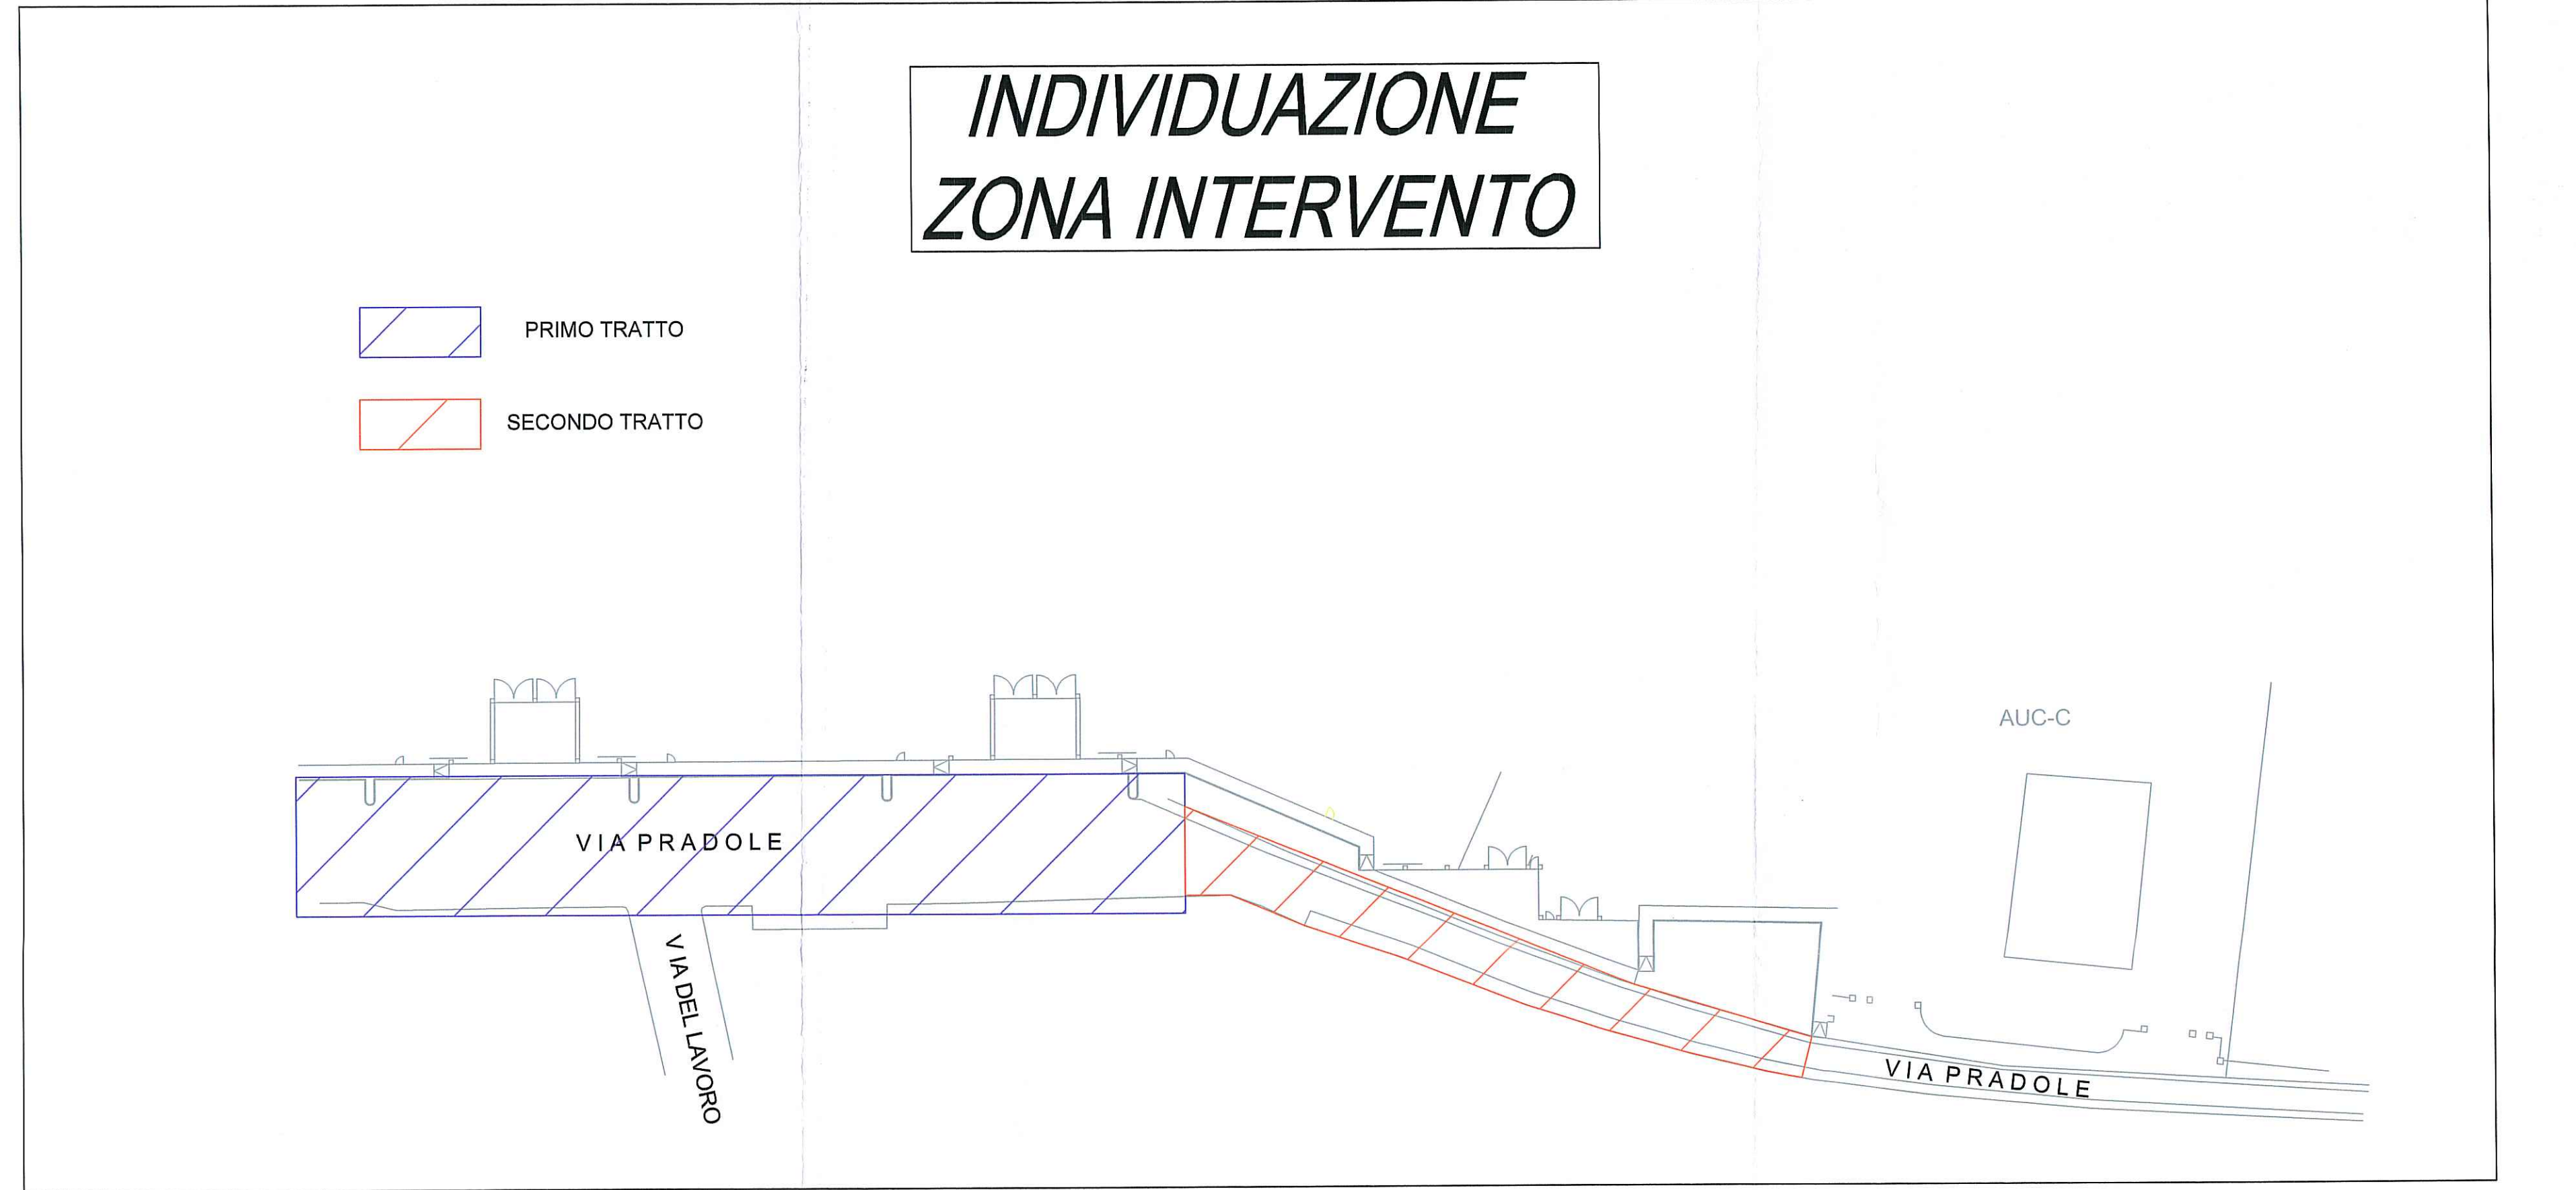 INDIVIDUAZIONE
ZONA INTERVENTO
PRIMO TRATTO
SECONDO TRATTO
AUC-C
VIA PRADOLE
VIA DEL LAVORO
VIA PRADOLE